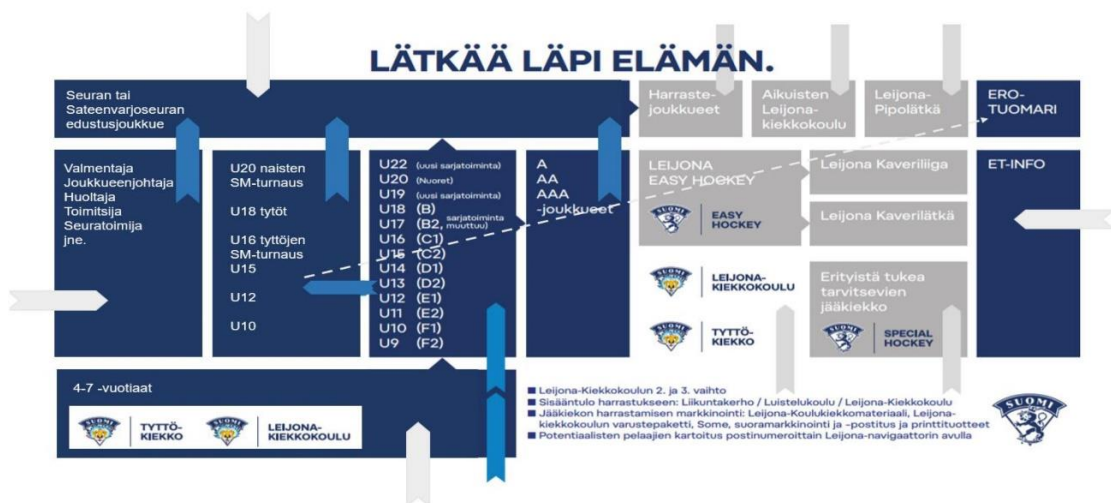 LÄTKÄÄ LÄPI ELÄMÄN.
Seuran tai
Sateenvarjoseuran
edustusjoukkue
Harraste-
joukkueet
Aikuisten
Leijona-
kiekkokoulu
Leijona-
Pipolätkä
ERO-
TUOMARI
Valmentaja
Joukkueenjohtaja
Huoltaja
Toimitsija
Seuratoimija
jne.
U20 naisten
SM-turnaus
U18 tytöt
U16 tyttöjen
SM-turnaus
U15
U12
U10
U22 (uusi sarjatoiminta)
U20 (Nuoret)
U19 (uusi sarjatoiminta)
U18 (B)
U17 (B2, sarjatoiminta muuttuu)
U16 (C1)
U15 (C2)
U14 (D1)
U13 (D2)
U12 (E1)
U11 (E2)
U10 (F1)
U9 (F2)
A
AA
AAA
-joukkueet
LEIJONA
EASY HOCKEY
SUOMI
EASY
HOCKEY
Leijona Kaveriliiga
Leijona Kaverilätkä
ET-INFO
SUOMI
LEIJONA-
KIEKKOKOULU
SUOMI
TYTTÖ-
KIEKKO
Erityistä tukea
tarvitsevien
jääkiekko
SUOMI
SPECIAL
HOCKEY
4-7 -vuotiaat
SUOMI
TYTTÖ-
KIEKKO
SUOMI
LEIJONA-
KIEKKOKOULU
■ Leijona-Kiekkokoulun 2. ja 3. vaihto
■ Sisääntulo harrastukseen: Liikuntakerho / Luistelukoulu / Leijona-Kiekkokoulu
■ Jääkiekon harrastamisen markkinointi: Leijona-Koulukiekkomateriaali, Leijona-
kiekkokoulun varustepaketti, Some, suoramarkkinointi ja -postitus ja printtituotteet
■ Potentiaalisten pelaajien kartoitus postinumeroittain Leijona-navigaattorin avulla
SUOMI